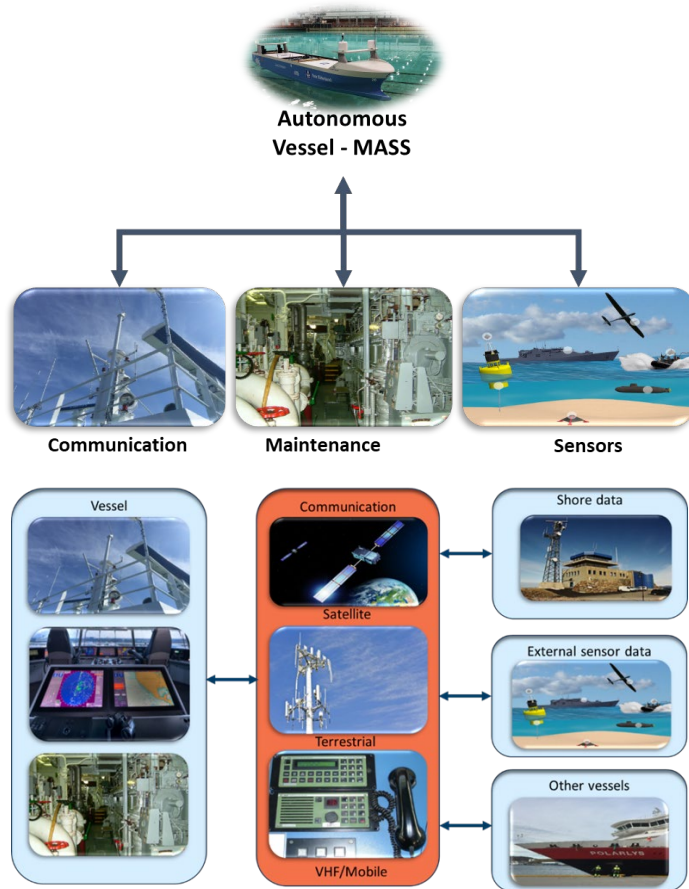 Autonomous
Vessel - MASS
Communication
Maintenance
Sensors
Vessel
Communication
Shore data
Satellite
External sensor data
Terrestrial
Other vessels
POLARLYS
VHF/Mobile